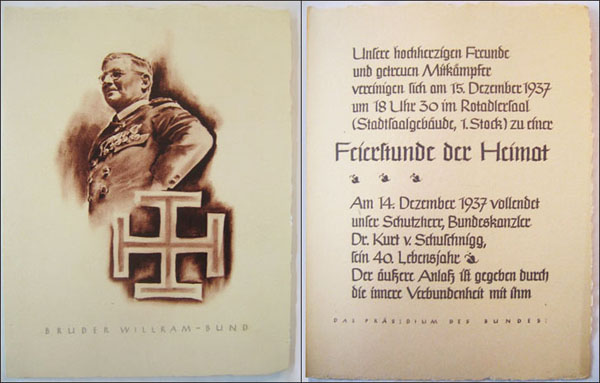 BRUDER WILLRAM-BUND
Unsere hochherzigen Freunde
und getreuen Mitkämpfer
vereinigen sich am 15. Dezember 1937
um 18 Uhr 30 im Rotadlersaal
(Stadtsaalgebäude, 1. Stock) zu einer
Feierstunde der Heimat
Am 14. Dezember 1937 vollendet
unser Schutzherr, Bundeskanzler
Dr. Kurt v. Schuschnigg,
sein 40. Lebensjahr
Der äußere Anlaß ist gegeben durch
die innere Verbundenheit mit ihm
DAS PRÄSIDIUM DES BUNDES: